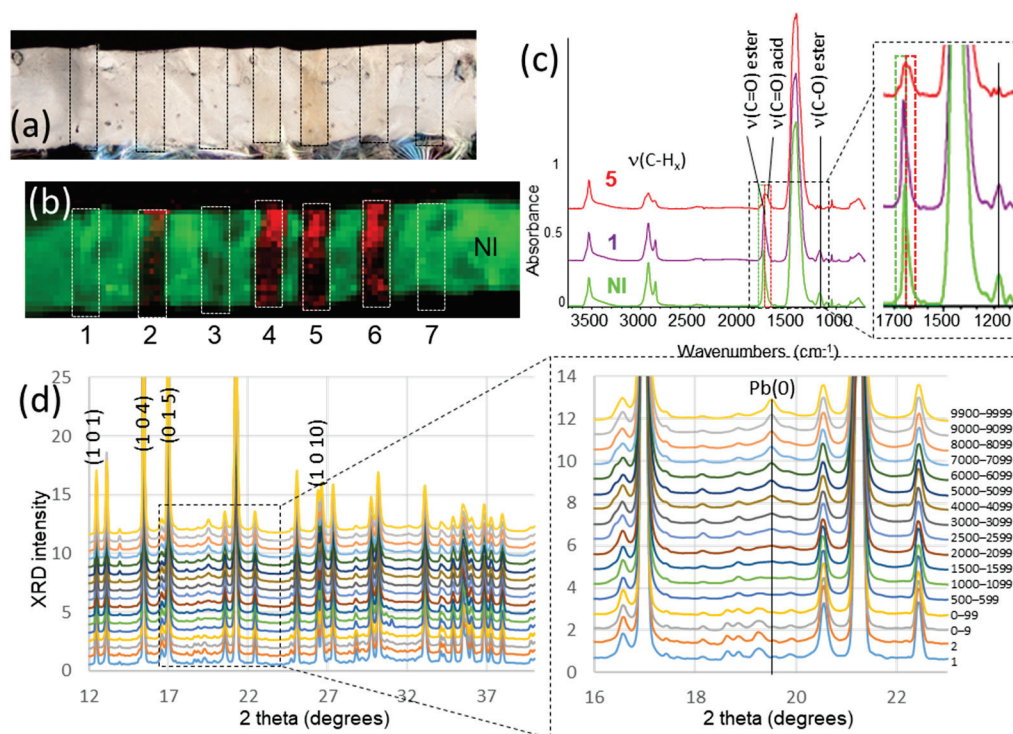 (a)
(b)
NI
1 2 3 4 5 6 7
(c)
ν(C=O) ester
ν(C=O) acid
ν(C-O) ester
ν(C-Hx)
5
1
NI
Absorbance
1
0.5
0
3500 3000 2500 2000 1500 1000
Wavenumbers (cm-1)
1700 1500 1200
(d)
(1 0 1)
(1 0 4)
(0 1 5)
(1 0 10)
XRD intensity
25
20
15
10
5
0
12 17 22 27 32 37
2 theta (degrees)
Pb(0)
14
12
10
8
6
4
2
0
16 18 20 22
2 theta (degrees)
9900–9999
9000–9099
8000–8099
7000–7099
6000–6099
5000–5099
4000–4099
3000–3099
2500–2599
2000–2099
1500–1599
1000–1099
500–599
0–99
0–9
2
1